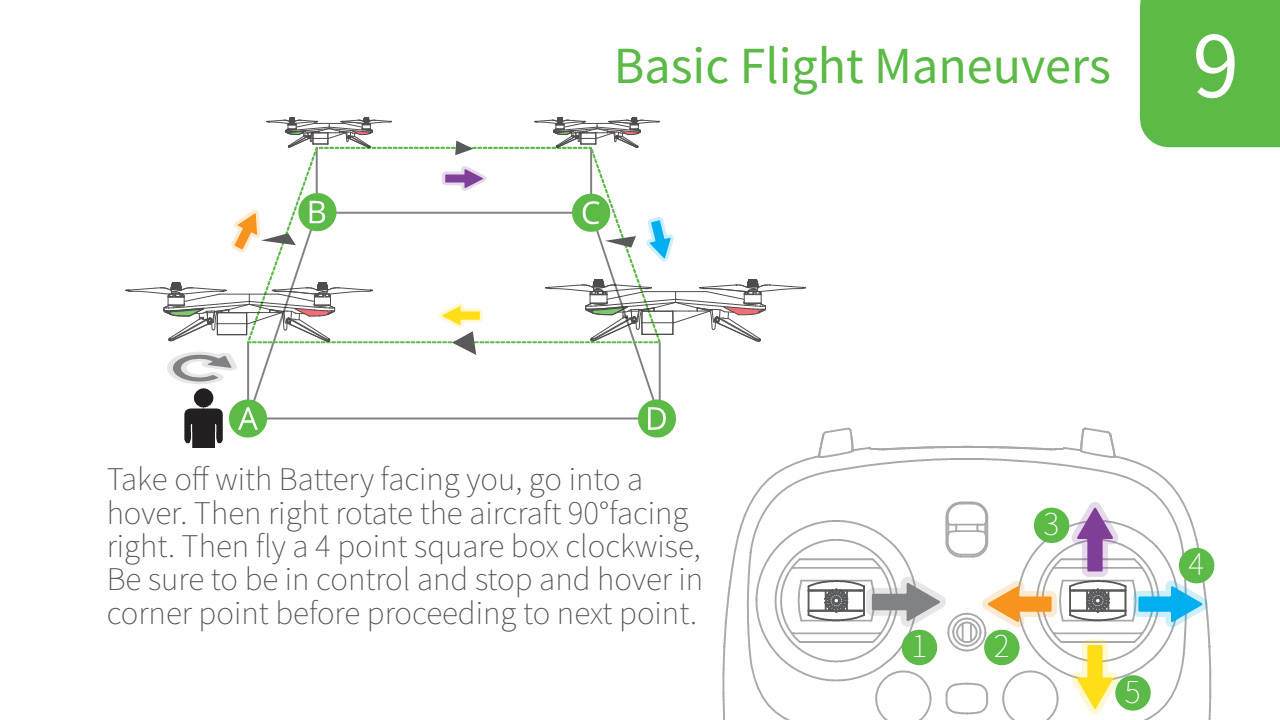 Basic Flight Maneuvers
9
B
C
A
D
Take off with Battery facing you, go into a
hover. Then right rotate the aircraft 90°facing
right. Then fly a 4 point square box clockwise,
Be sure to be in control and stop and hover in
corner point before proceeding to next point.
3
4
1
2
5